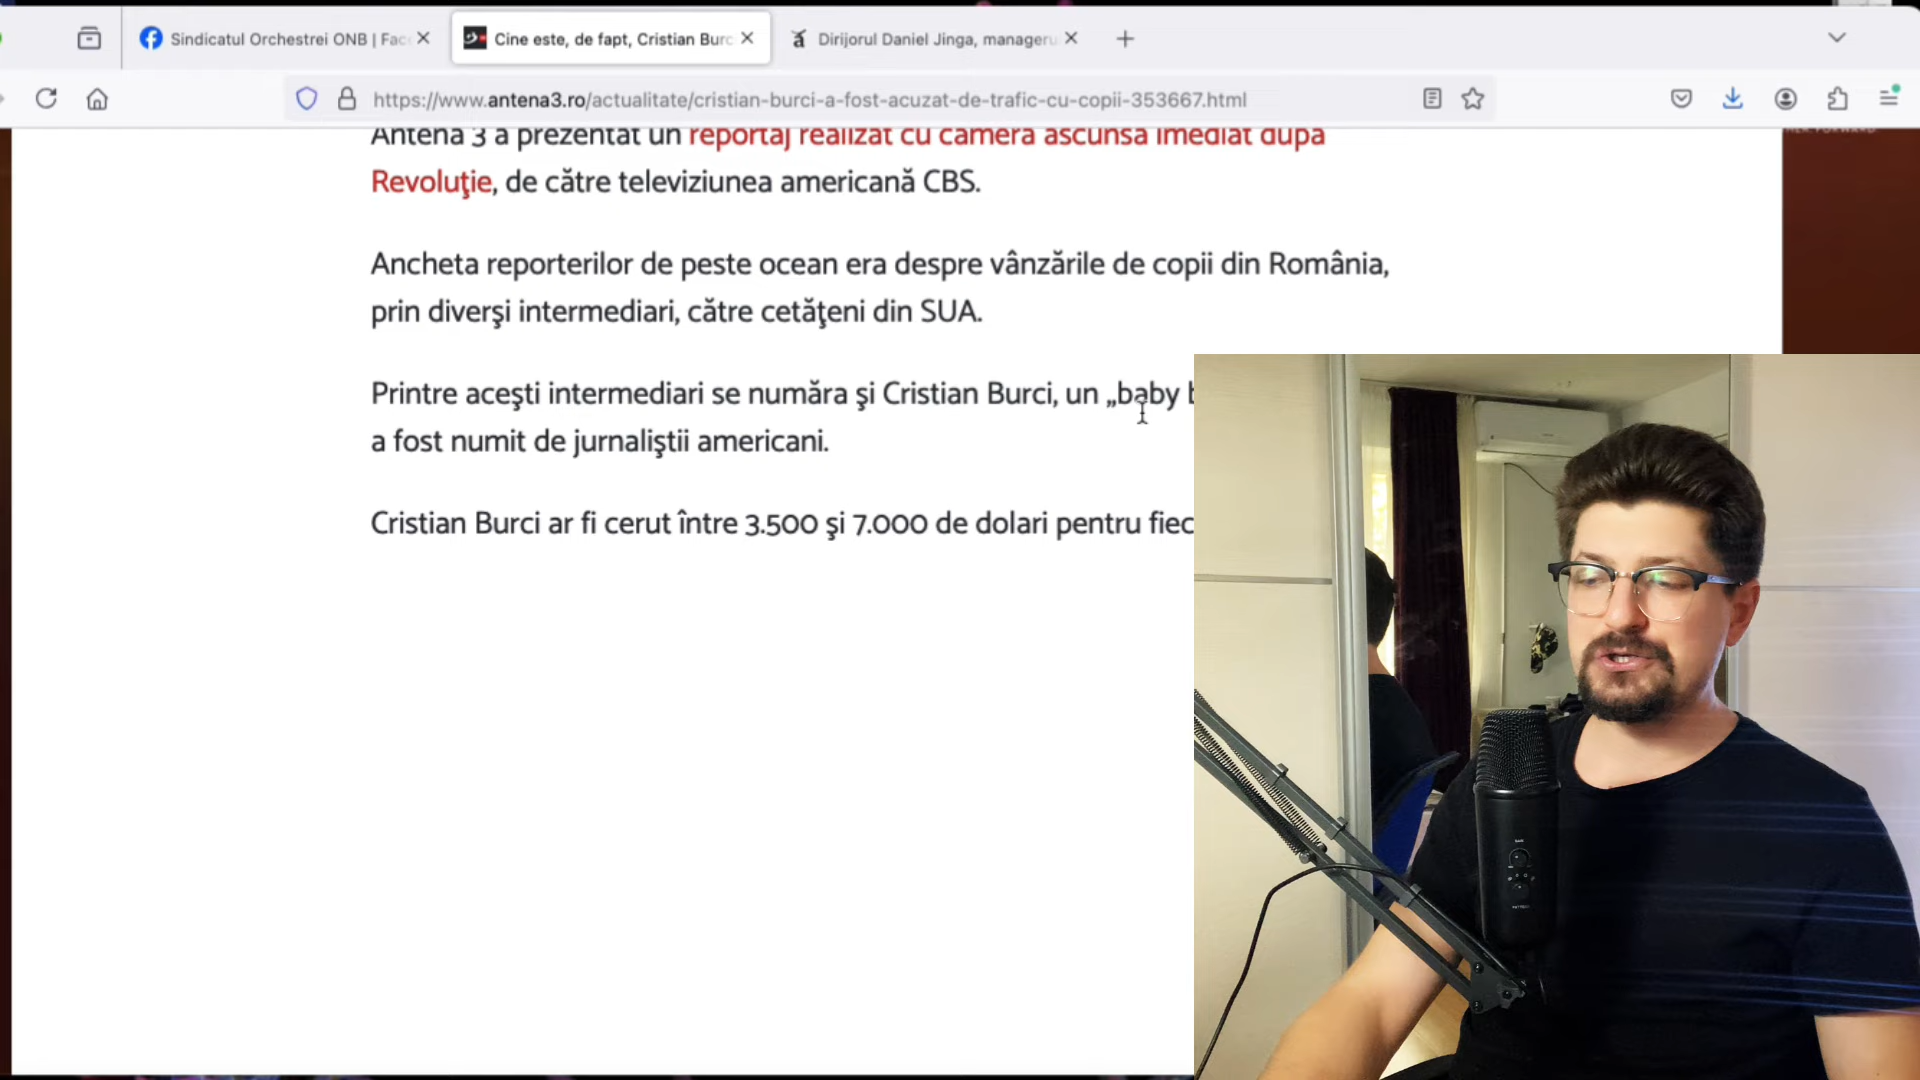 Sindicatul Orchestrei ONB | Fac
Cine este, de fapt, Cristian Burc
Dirijorul Daniel Jinga, manageru
https://www.antena3.ro/actualitate/cristian-burci-a-fost-acuzat-de-trafic-cu-copii-353667.html
Antena 3 a prezentat un reportaj realizat cu camera ascunsă imediat după
Revoluţie, de către televiziunea americană CBS.
Ancheta reporterilor de peste ocean era despre vânzările de copii din România,
prin diverşi intermediari, către cetăţeni din SUA.
Printre aceşti intermediari se număra şi Cristian Burci, un „baby b
a fost numit de jurnaliştii americani.
Cristian Burci ar fi cerut între 3.500 şi 7.000 de dolari pentru fiec